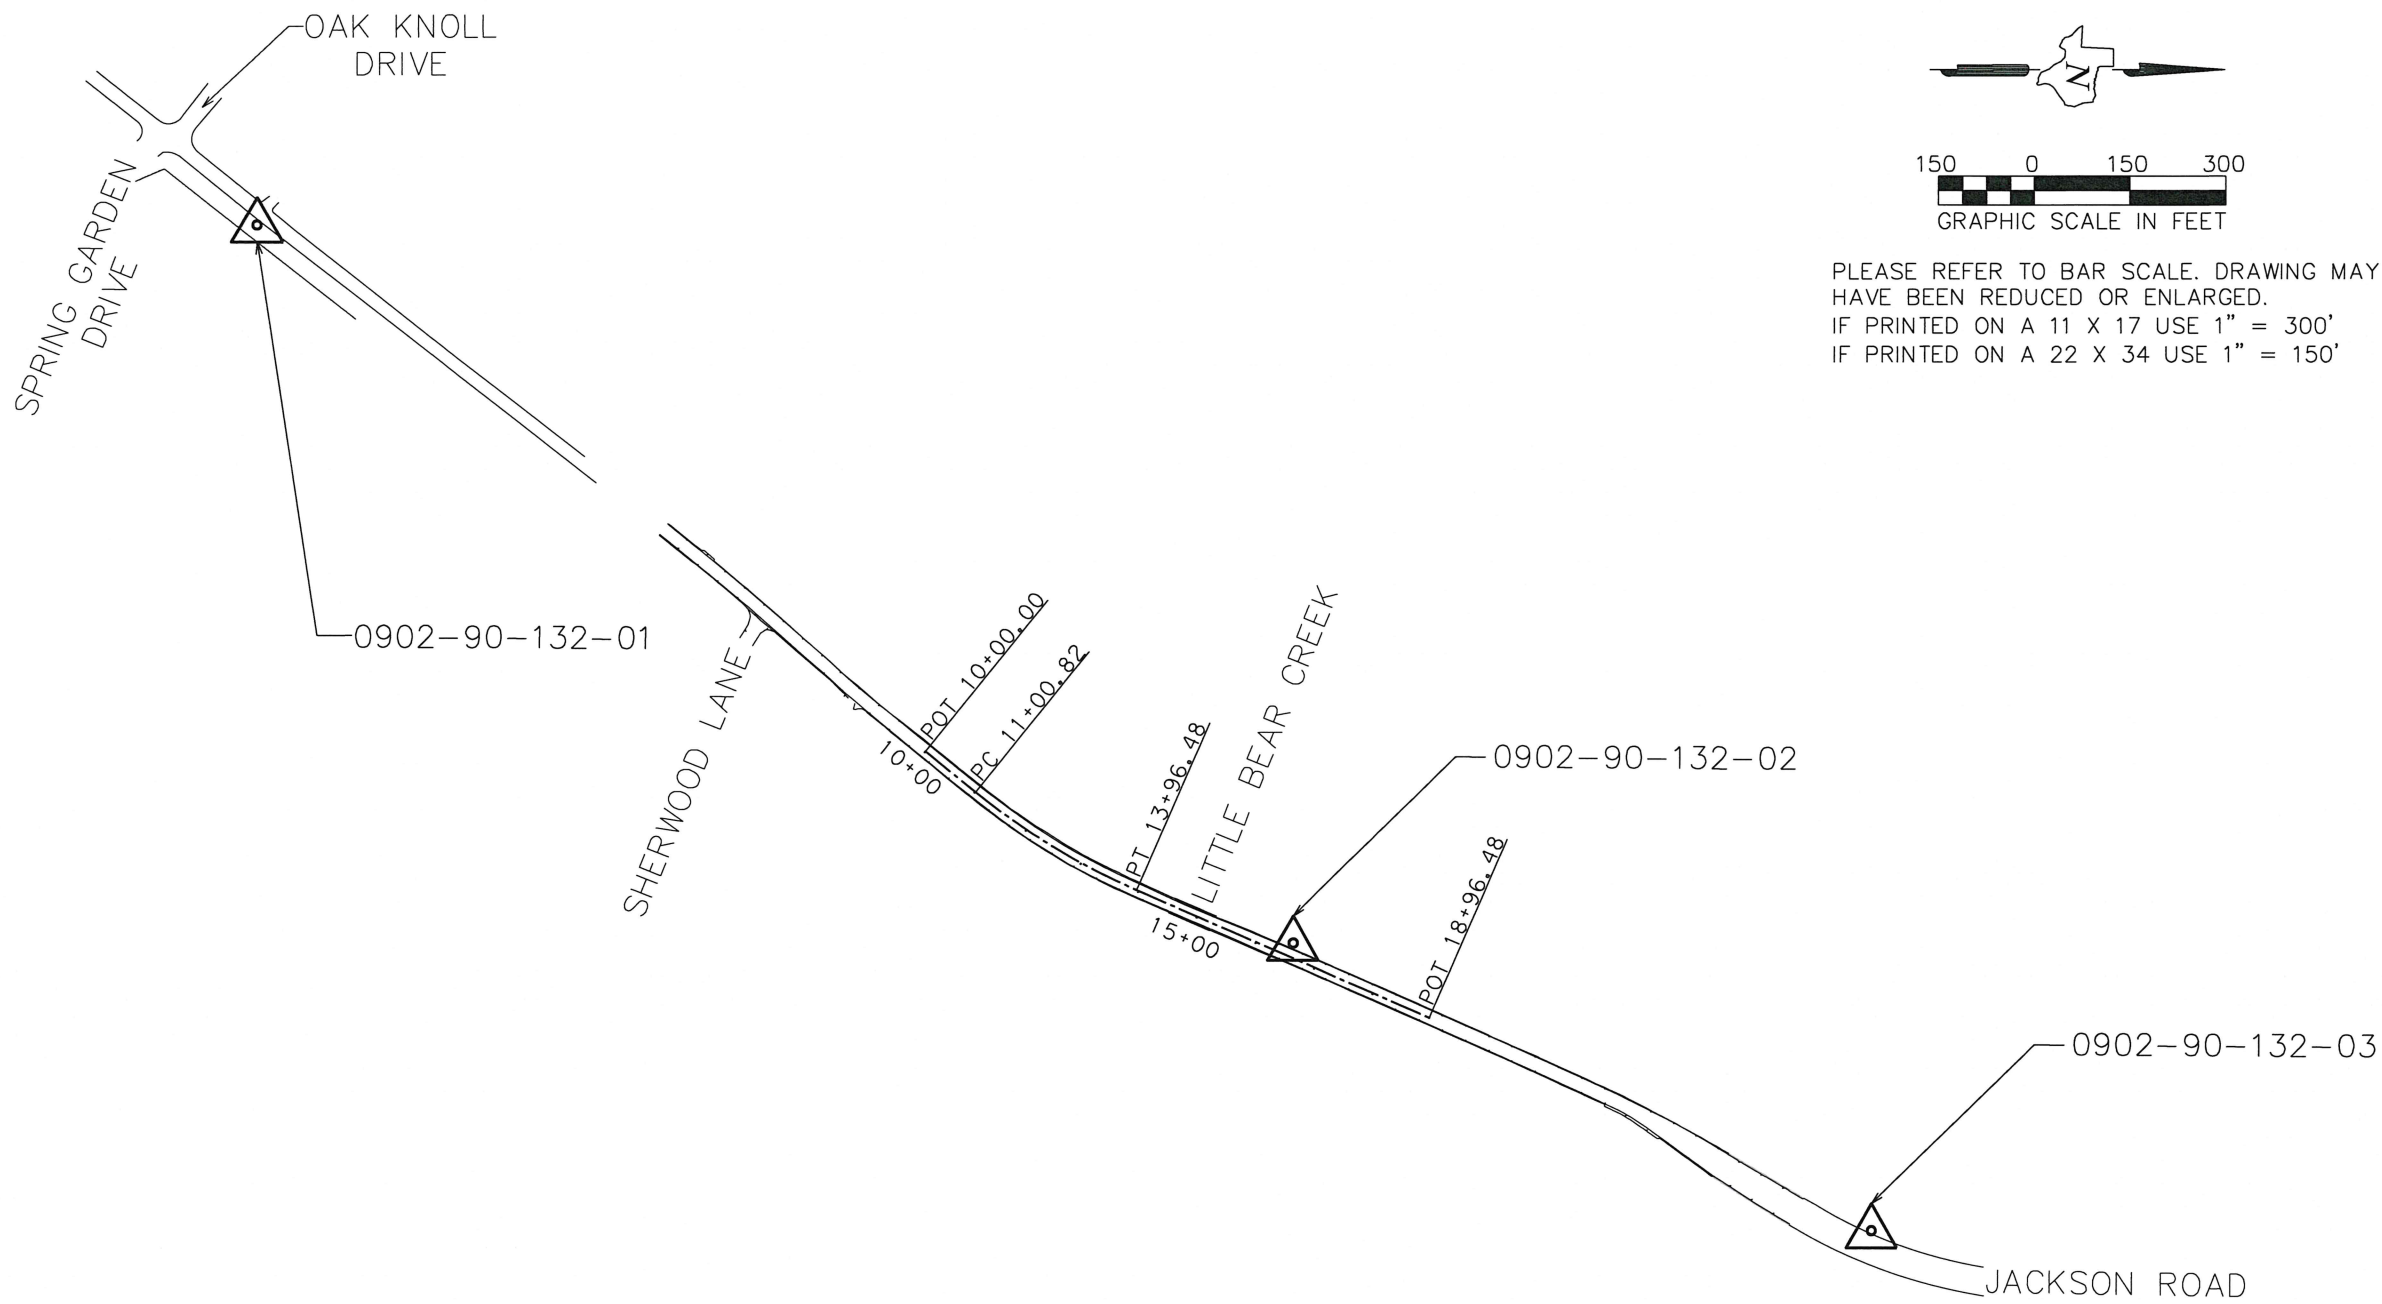 OAK KNOLL
DRIVE
SPRING GARDEN
DRIVE
N
150 0 150 300
GRAPHIC SCALE IN FEET
PLEASE REFER TO BAR SCALE. DRAWING MAY
HAVE BEEN REDUCED OR ENLARGED.
IF PRINTED ON A 11 X 17 USE 1" = 300'
IF PRINTED ON A 22 X 34 USE 1" = 150'
0902-90-132-01
SHERWOOD LANE
POT 10+00.00
10+00
PC 11+00.82
PT 13+96.48
LITTLE BEAR CREEK
15+00
0902-90-132-02
POT 18+96.48
0902-90-132-03
JACKSON ROAD